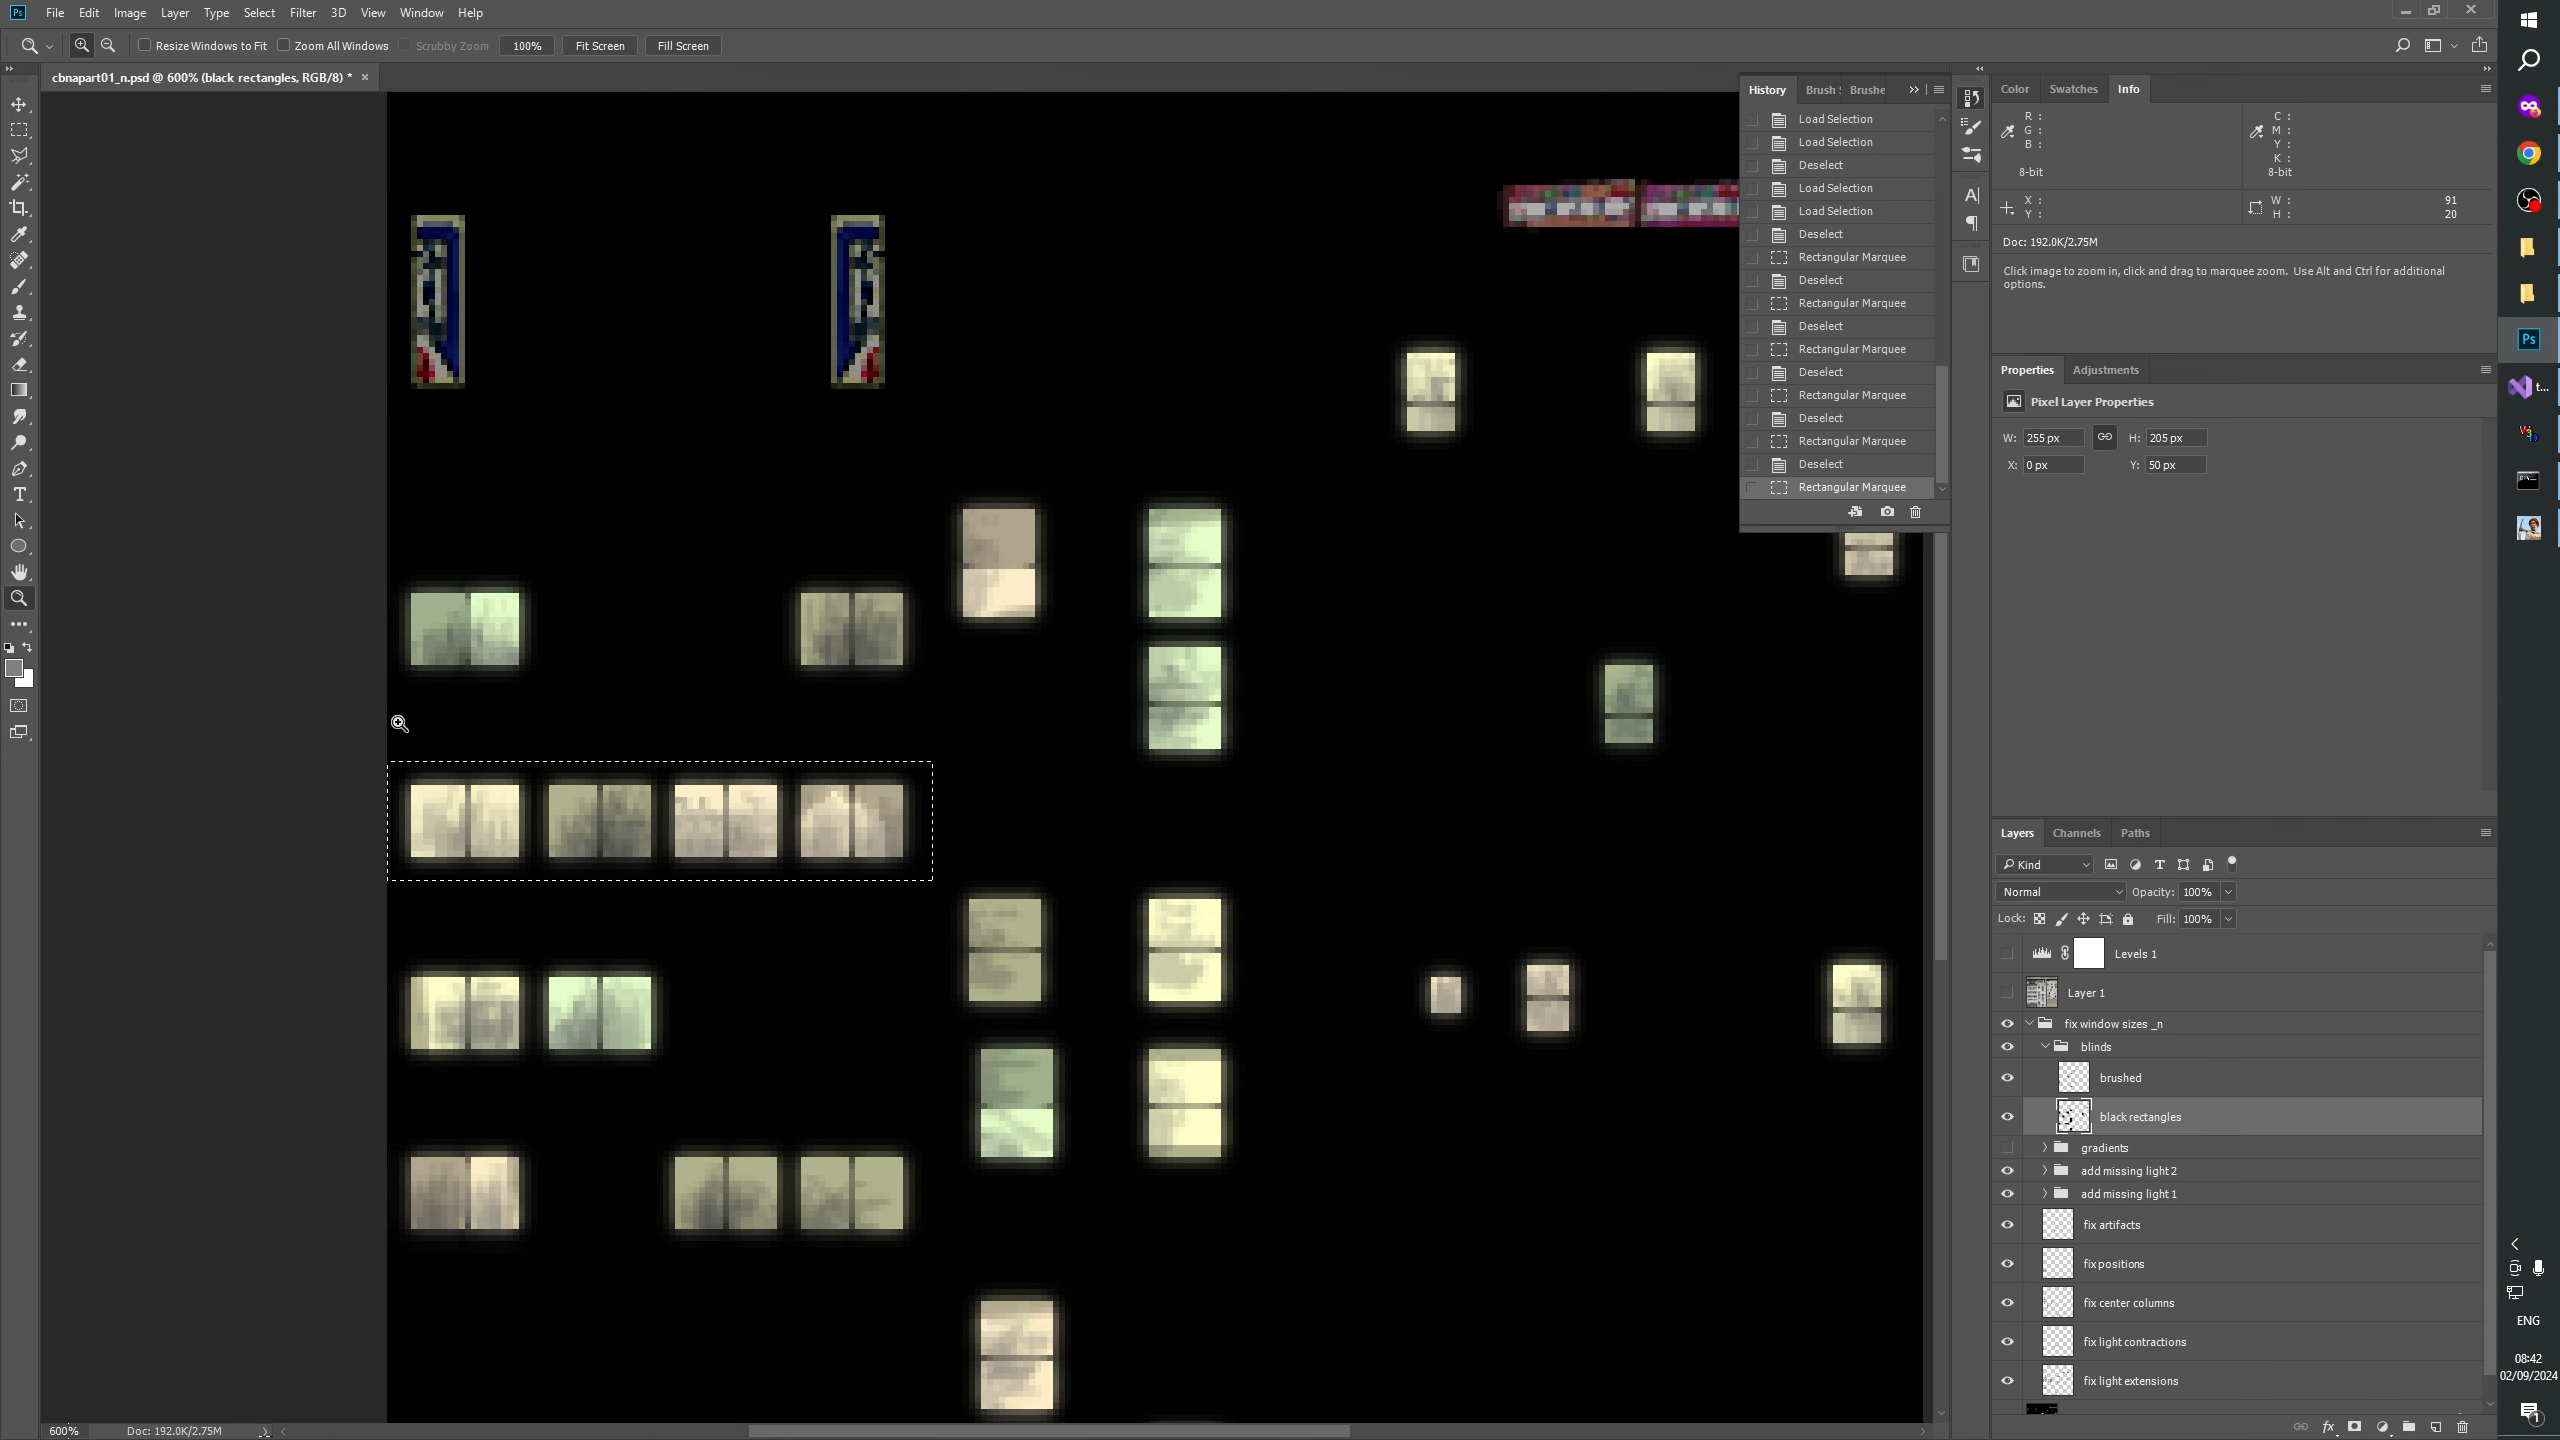 Ps File Edit Image Layer Type Select Filter 3D View Window Help
Resize Windows to Fit Zoom All Windows Scrubby Zoom 100% Fit Screen Fill Screen
cbnapart01_n.psd @ 600% (black rectangles, RGB/8) * ×
History Brush Brushe
Load Selection
Load Selection
Deselect
Load Selection
Load Selection
Deselect
Rectangular Marquee
Deselect
Rectangular Marquee
Deselect
Rectangular Marquee
Deselect
Rectangular Marquee
Deselect
Rectangular Marquee
Deselect
Rectangular Marquee
Color Swatches Info
R : C :
G : M :
B : Y :
K :
8-bit 8-bit
X : W : 91
Y : H : 20
Doc: 192.0K/2.75M
Click image to zoom in, click and drag to marquee zoom. Use Alt and Ctrl for additional
options.
Properties Adjustments
Pixel Layer Properties
W: 255 px H: 205 px
X: 0 px Y: 50 px
Layers Channels Paths
Kind
Normal Opacity: 100%
Lock: Fill: 100%
Levels 1
Layer 1
fix window sizes _n
blinds
brushed
black rectangles
gradients
add missing light 2
add missing light 1
fix artifacts
fix positions
fix center columns
fix light contractions
fix light extensions
600% Doc: 192.0K/2.75M
Ps
t...
ENG
08:42
02/09/2024
1